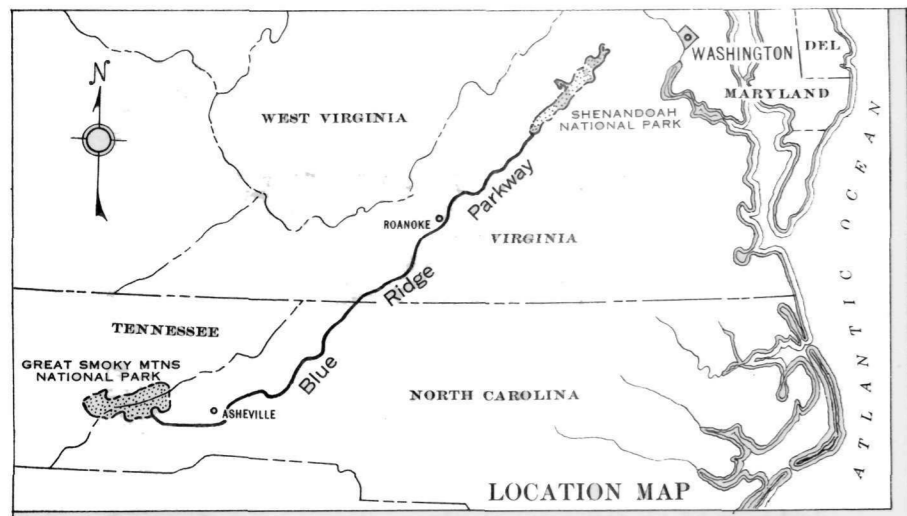 N
WEST VIRGINIA
WASHINGTON
DEL
MARYLAND
SHENANDOAH
NATIONAL PARK
ROANOKE
VIRGINIA
Blue Ridge Parkway
TENNESSEE
GREAT SMOKY MTNS
NATIONAL PARK
ASHEVILLE
NORTH CAROLINA
ATLANTIC OCEAN
LOCATION MAP